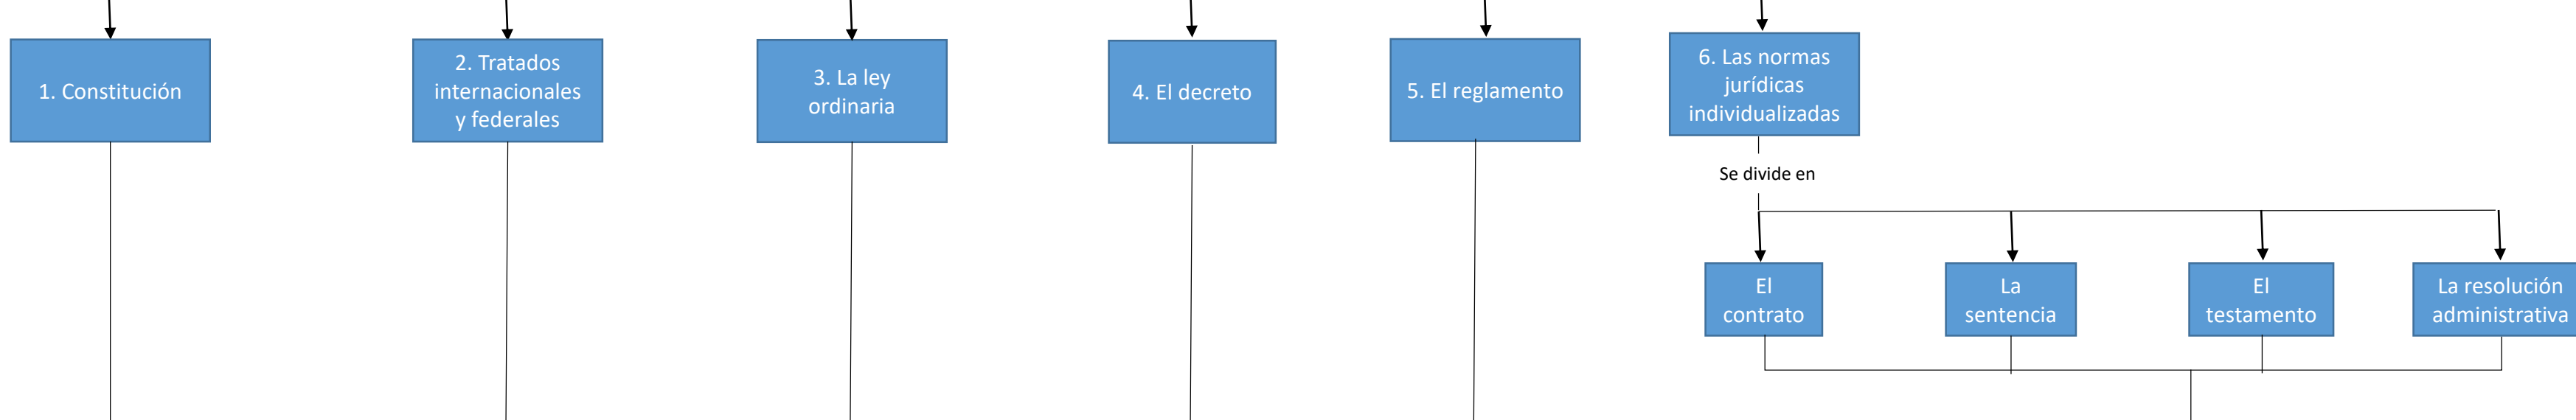 1. Constitución
2. Tratados
internacionales
y federales
3. La ley
ordinaria
4. El decreto
5. El reglamento
6. Las normas
jurídicas
individualizadas
Se divide en
El
contrato
La
sentencia
El
testamento
La resolución
administrativa